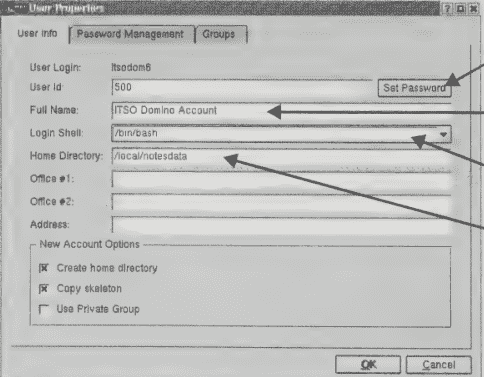 User Properties
User Info Password Management Groups
User Login: itsodom6
User Id: 500 Set Password
Full Name: ITSO Domino Account
Login Shell: /bin/bash
Home Directory: /local/notesdata
Office #1:
Office #2:
Address:
New Account Options
Create home directory
Copy skeleton
Use Private Group
OK Cancel